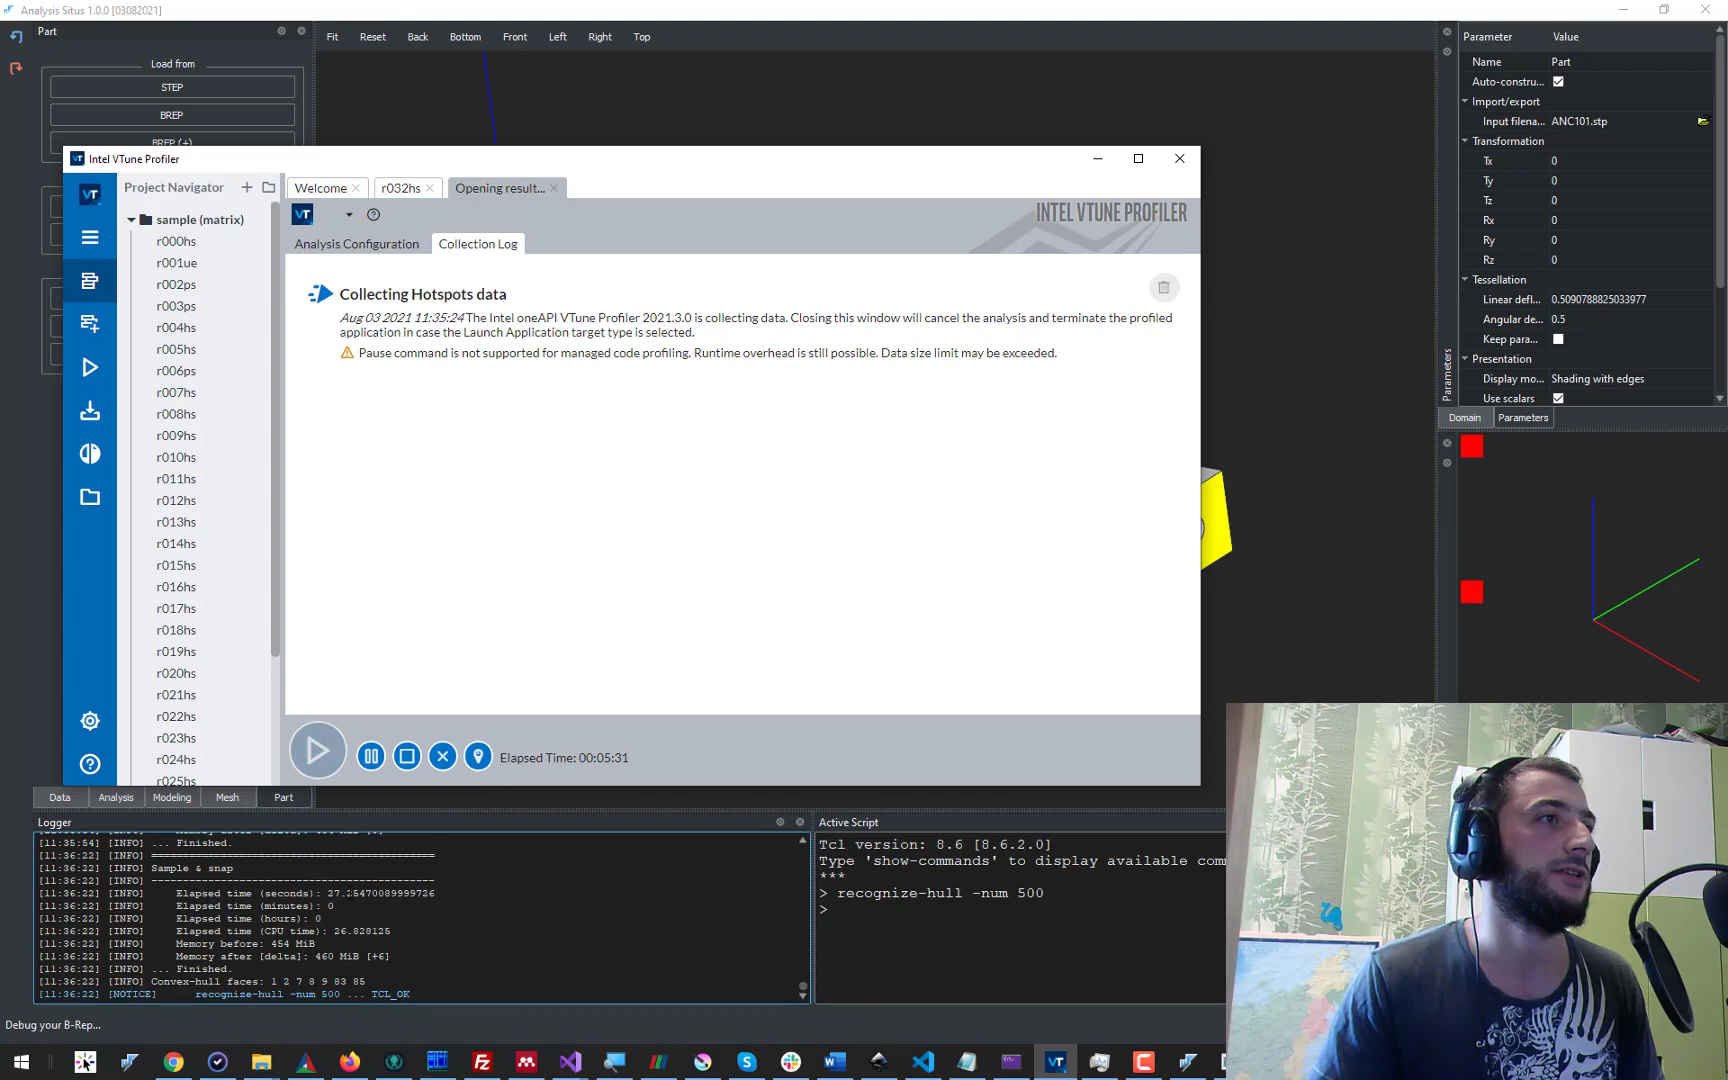 Analysis Situs 1.0.0 [03082021]
Part
Load from
STEP
BREP
BREP (+)
Fit Reset Back Bottom Front Left Right Top
Intel VTune Profiler
VT
Project Navigator
sample (matrix)
r000hs
r001ue
r002ps
r003ps
r004hs
r005hs
r006ps
r007hs
r008hs
r009hs
r010hs
r011hs
r012hs
r013hs
r014hs
r015hs
r016hs
r017hs
r018hs
r019hs
r020hs
r021hs
r022hs
r023hs
r024hs
r025hs
Welcome r032hs Opening result...
VT
INTEL VTUNE PROFILER
Analysis Configuration Collection Log
Collecting Hotspots data
Aug 03 2021 11:35:24 The Intel oneAPI VTune Profiler 2021.3.0 is collecting data. Closing this window will cancel the analysis and terminate the profiled
application in case the Launch Application target type is selected.
Pause command is not supported for managed code profiling. Runtime overhead is still possible. Data size limit may be exceeded.
Elapsed Time: 00:05:31
Parameter Value
Name Part
Auto-constru...
Import/export
Input filena... ANC101.stp
Transformation
Tx 0
Ty 0
Tz 0
Rx 0
Ry 0
Rz 0
Tessellation
Linear defl... 0.5090788825033977
Angular de... 0.5
Keep para...
Presentation
Display mo... Shading with edges
Use scalars
Parameters
Domain Parameters
Data Analysis Modeling Mesh Part
Logger
[11:35:54] [INFO] ... Finished.
[11:36:22] [INFO] ============================================
[11:36:22] [INFO] Sample & snap
[11:36:22] [INFO] --------------------------------------------
[11:36:22] [INFO] Elapsed time (seconds): 27.25470089999726
[11:36:22] [INFO] Elapsed time (minutes): 0
[11:36:22] [INFO] Elapsed time (hours): 0
[11:36:22] [INFO] Elapsed time (CPU time): 26.828125
[11:36:22] [INFO] Memory before: 454 MiB
[11:36:22] [INFO] Memory after [delta]: 460 MiB [+6]
[11:36:22] [INFO] ... Finished.
[11:36:22] [INFO] Convex-hull faces: 1 2 7 8 9 83 85
[11:36:22] [NOTICE] recognize-hull -num 500 ... TCL_OK
Active Script
Tcl version: 8.6 [8.6.2.0]
Type 'show-commands' to display available com
***
> recognize-hull -num 500
>
Debug your B-Rep...